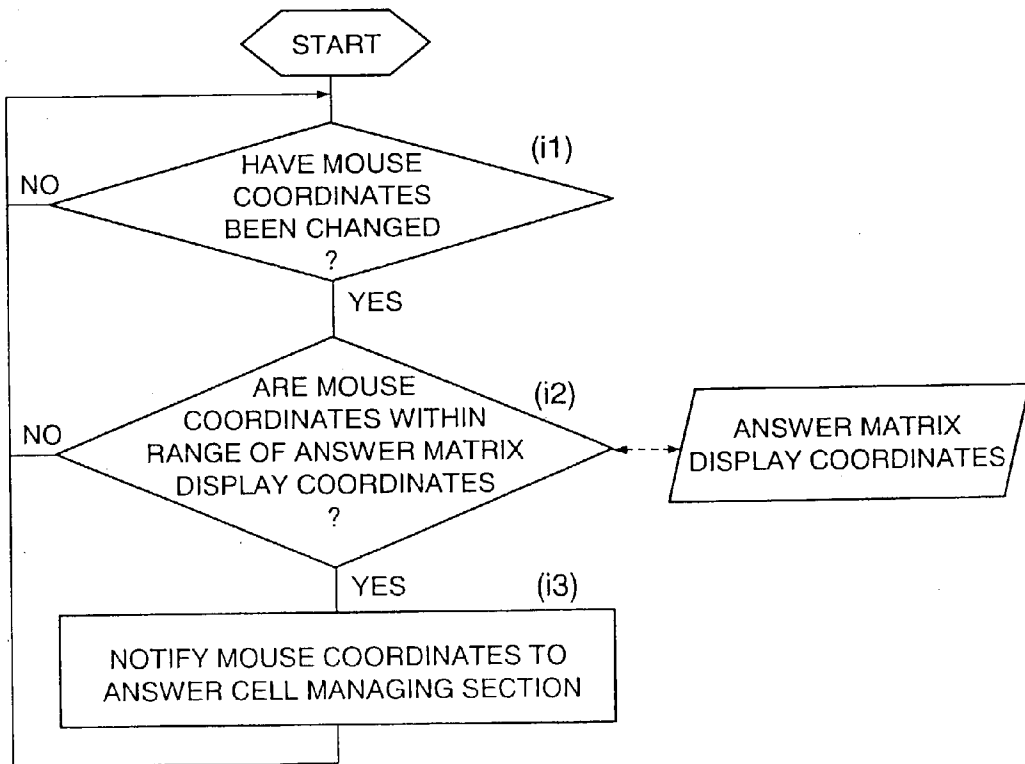 START
(i1)
HAVE MOUSE
COORDINATES
BEEN CHANGED
?
NO
YES
(i2)
ARE MOUSE
COORDINATES WITHIN
RANGE OF ANSWER MATRIX
DISPLAY COORDINATES
?
NO
ANSWER MATRIX
DISPLAY COORDINATES
YES
(i3)
NOTIFY MOUSE COORDINATES TO
ANSWER CELL MANAGING SECTION